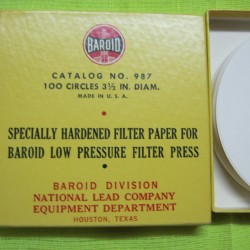 BAROID
CATALOG NO. 987
100 CIRCLES 3½ IN. DIAM.
MADE IN U. S. A.
SPECIALLY HARDENED FILTER PAPER FOR
BAROID LOW PRESSURE FILTER PRESS
BAROID DIVISION
NATIONAL LEAD COMPANY
EQUIPMENT DEPARTMENT
HOUSTON, TEXAS